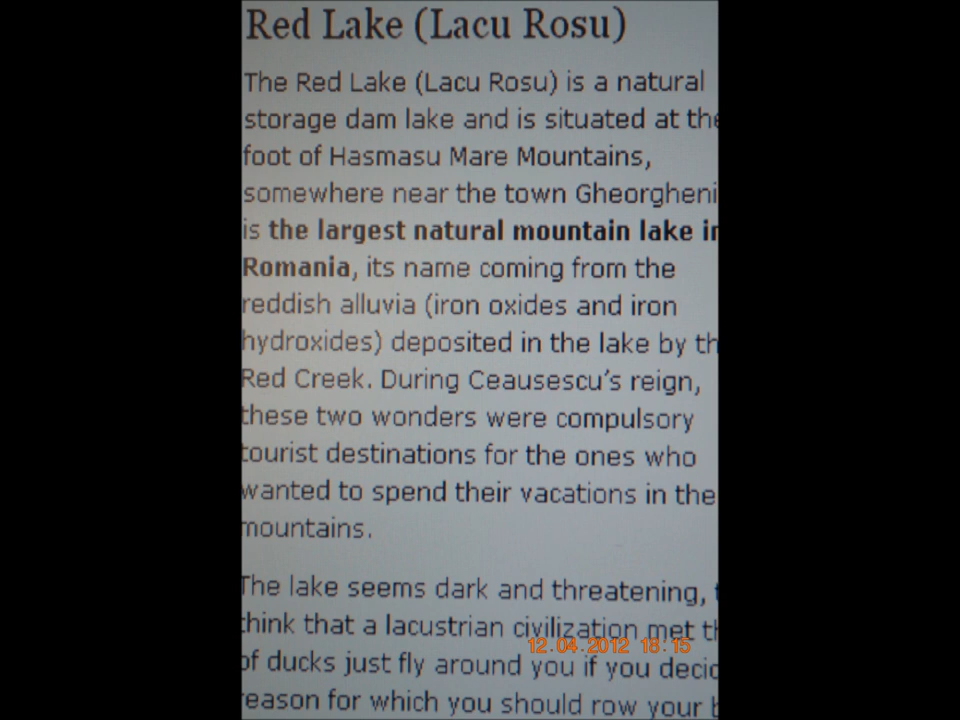 Red Lake (Lacu Rosu)
The Red Lake (Lacu Rosu) is a natural
storage dam lake and is situated at the
foot of Hasmasu Mare Mountains,
somewhere near the town Gheorgheni
is the largest natural mountain lake in
Romania, its name coming from the
reddish alluvia (iron oxides and iron
hydroxides) deposited in the lake by th
Red Creek. During Ceausescu's reign,
these two wonders were compulsory
tourist destinations for the ones who
wanted to spend their vacations in the
mountains.
The lake seems dark and threatening,
think that a lacustrian civilization met th
of ducks just fly around you if you decid
reason for which you should row your b
12.04.2012 18:15